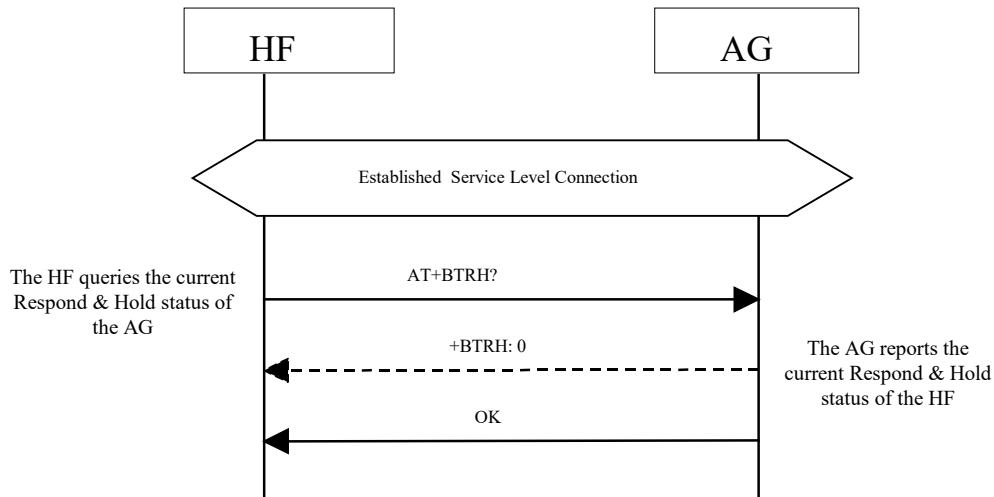 HF
AG
Established Service Level Connection
The HF queries the current
Respond & Hold status of
the AG
AT+BTRH?
+BTRH: 0
The AG reports the
current Respond & Hold
status of the HF
OK